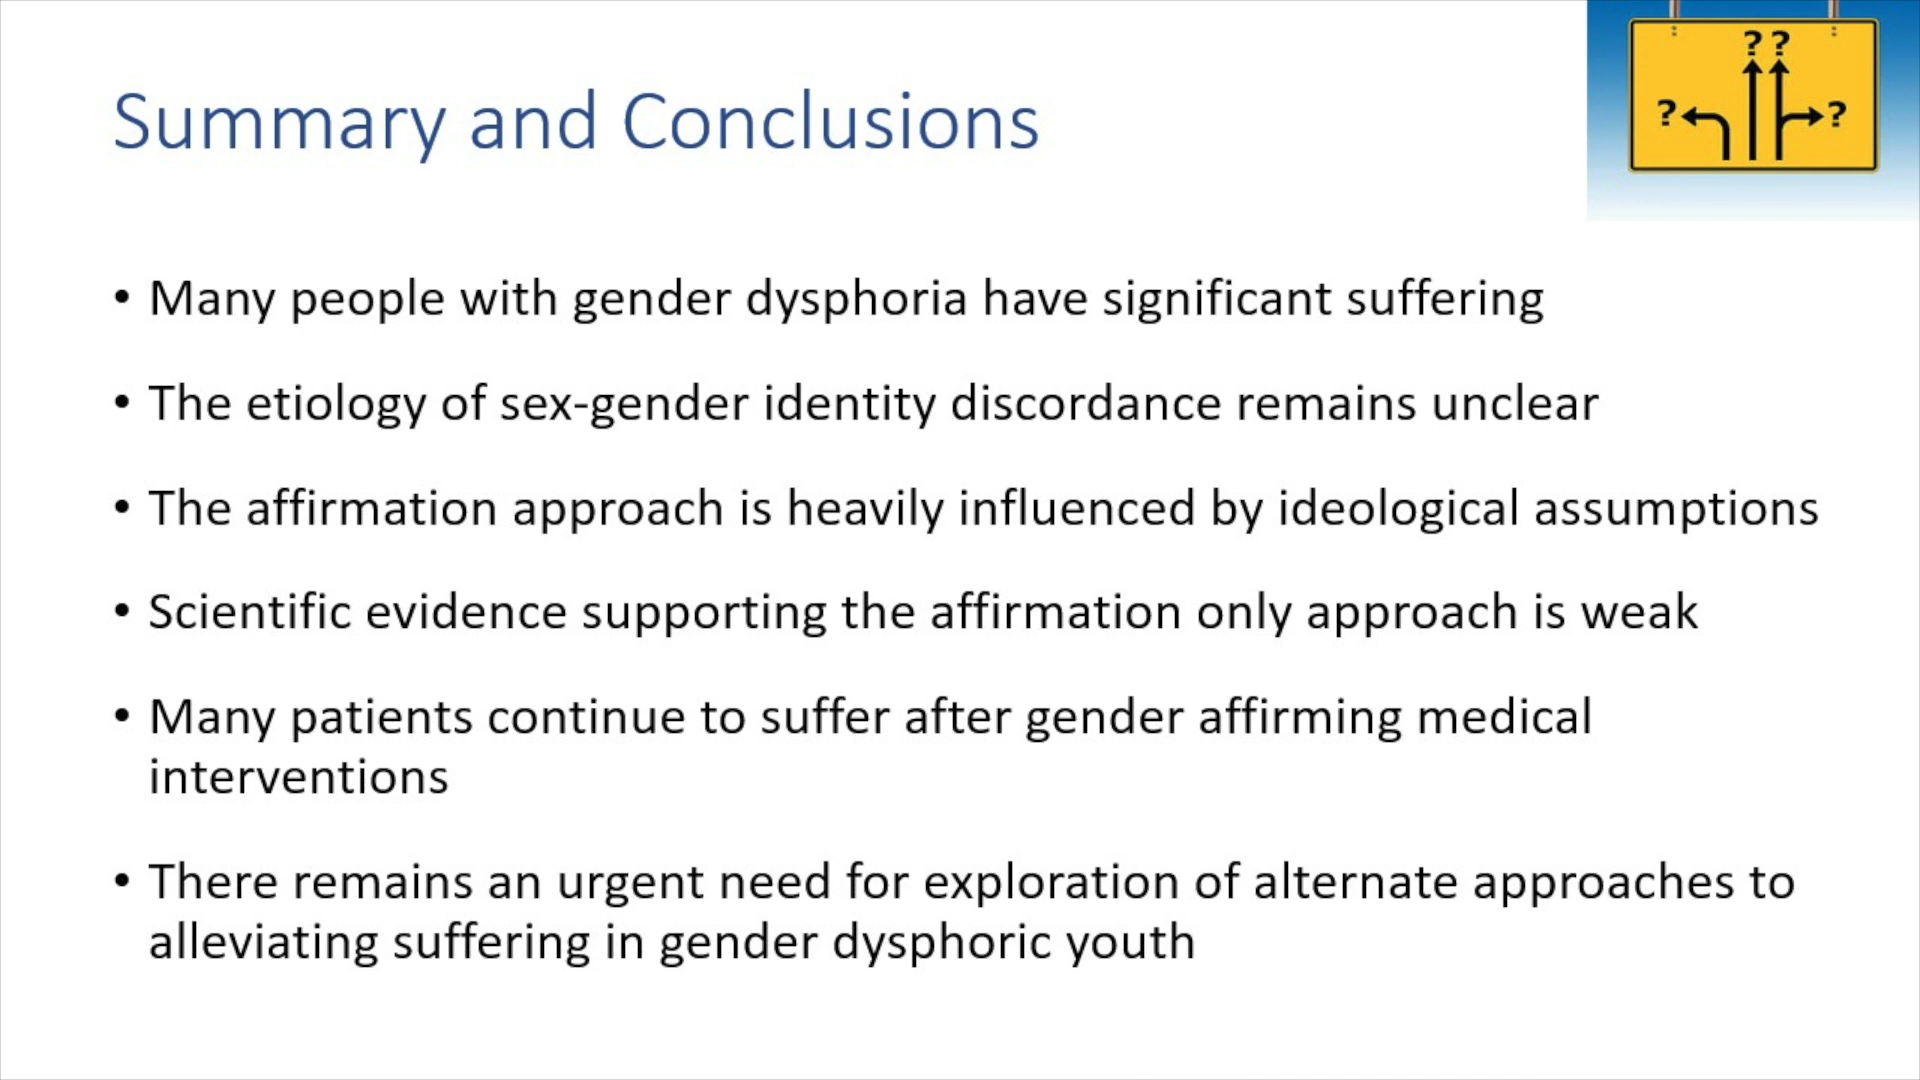 Summary and Conclusions
? ?
? ?
• Many people with gender dysphoria have significant suffering
• The etiology of sex-gender identity discordance remains unclear
• The affirmation approach is heavily influenced by ideological assumptions
• Scientific evidence supporting the affirmation only approach is weak
• Many patients continue to suffer after gender affirming medical
interventions
• There remains an urgent need for exploration of alternate approaches to
alleviating suffering in gender dysphoric youth